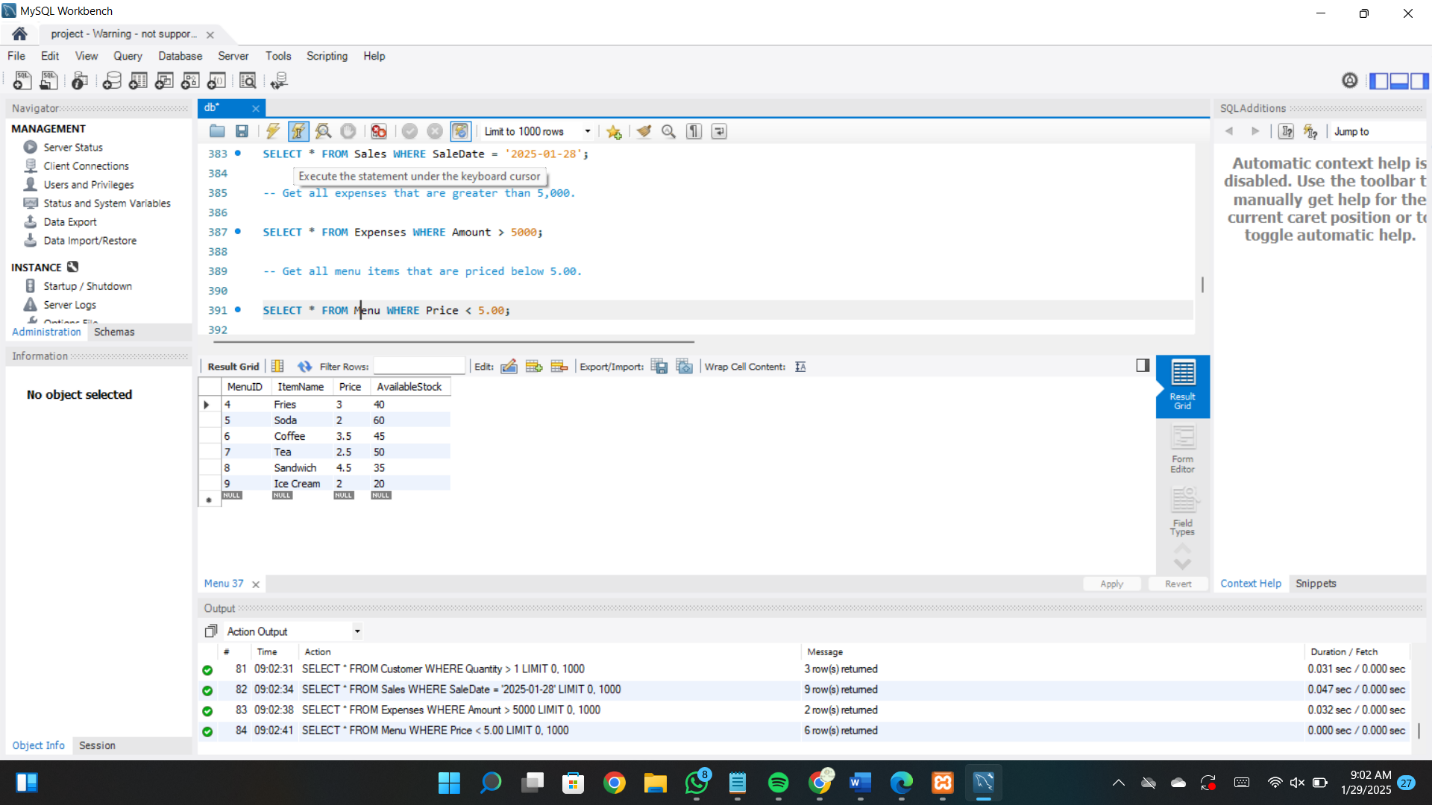 MySQL Workbench
project - Warning - not suppor...
File Edit View Query Database Server Tools Scripting Help
Navigator
MANAGEMENT
Server Status
Client Connections
Users and Privileges
Status and System Variables
Data Export
Data Import/Restore
INSTANCE
Startup / Shutdown
Server Logs
Options File
Administration Schemas
Information
No object selected
Object Info Session
db*
Limit to 1000 rows
383 SELECT * FROM Sales WHERE SaleDate = '2025-01-28';
384
Execute the statement under the keyboard cursor
385 -- Get all expenses that are greater than 5,000.
386
387 SELECT * FROM Expenses WHERE Amount > 5000;
388
389 -- Get all menu items that are priced below 5.00.
390
391 SELECT * FROM Menu WHERE Price < 5.00;
392
Result Grid Filter Rows: Edit: Export/Import: Wrap Cell Content:
MenuID ItemName Price AvailableStock
4 Fries 3 40
5 Soda 2 60
6 Coffee 3.5 45
7 Tea 2.5 50
8 Sandwich 4.5 35
9 Ice Cream 2 20
NULL NULL NULL NULL
Result
Grid
Form
Editor
Field
Types
Menu 37
Apply Revert
SQLAdditions
Jump to
Automatic context help is
disabled. Use the toolbar t
manually get help for the
current caret position or to
toggle automatic help.
Context Help Snippets
Output
Action Output
# Time Action Message Duration / Fetch
81 09:02:31 SELECT * FROM Customer WHERE Quantity > 1 LIMIT 0, 1000 3 row(s) returned 0.031 sec / 0.000 sec
82 09:02:34 SELECT * FROM Sales WHERE SaleDate = '2025-01-28' LIMIT 0, 1000 9 row(s) returned 0.047 sec / 0.000 sec
83 09:02:38 SELECT * FROM Expenses WHERE Amount > 5000 LIMIT 0, 1000 2 row(s) returned 0.032 sec / 0.000 sec
84 09:02:41 SELECT * FROM Menu WHERE Price < 5.00 LIMIT 0, 1000 6 row(s) returned 0.000 sec / 0.000 sec
8
9:02 AM
1/29/2025
27